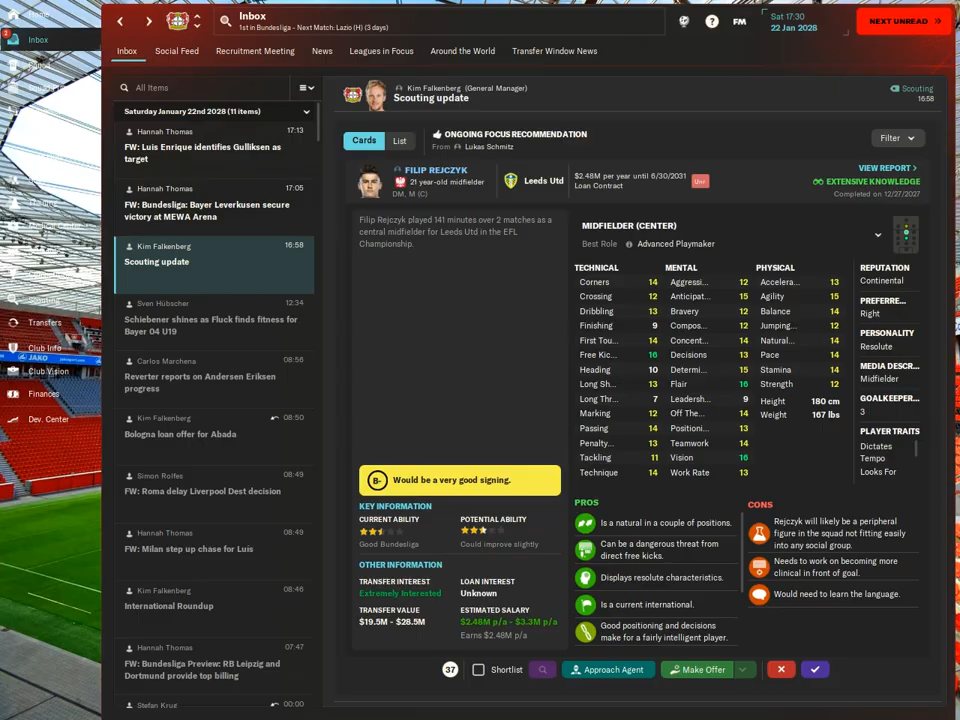 Inbox
1st in Bundesliga - Next Match: Lazio (H) (3 days)
FM
Sat 17:30
22 Jan 2028
NEXT UNREAD
Home
2
Inbox
Inbox
Social Feed
Recruitment Meeting
News
Leagues in Focus
Around the World
Transfer Window News
All Items
Saturday January 22nd 2028 (11 items)
Hannah Thomas
17:13
FW: Luis Enrique identifies Gulliksen as
target
Hannah Thomas
17:05
FW: Bundesliga: Bayer Leverkusen secure
victory at MEWA Arena
Kim Falkenberg
16:58
Scouting update
Sven Hübscher
12:34
Schiebener shines as Fluck finds fitness for
Bayer 04 U19
Carlos Marchena
08:56
Reverter reports on Andersen Eriksen
progress
Kim Falkenberg
08:50
Bologna loan offer for Abada
Simon Rolfes
08:49
FW: Roma delay Liverpool Dest decision
Hannah Thomas
08:49
FW: Milan step up chase for Luis
Kim Falkenberg
08:46
International Roundup
Hannah Thomas
07:47
FW: Bundesliga Preview: RB Leipzig and
Dortmund provide top billing
Stefan Krug
00:00
Transfers
Club Info
JAKO
Club Vision
Finances
Dev. Center
Kim Falkenberg (General Manager)
Scouting update
Scouting
16:58
Cards
List
ONGOING FOCUS RECOMMENDATION
From Lukas Schmitz
Filter
FILIP REJCZYK
21 year-old midfielder
DM, M (C)
Leeds Utd
$2.48M per year until 6/30/2031
Loan Contract
Unr
VIEW REPORT >
EXTENSIVE KNOWLEDGE
Completed on 12/27/2027
Filip Rejczyk played 141 minutes over 2 matches as a
central midfielder for Leeds Utd in the EFL
Championship.
B-
Would be a very good signing.
KEY INFORMATION
CURRENT ABILITY
Good Bundesliga
POTENTIAL ABILITY
Could improve slightly
OTHER INFORMATION
TRANSFER INTEREST
Extremely Interested
LOAN INTEREST
Unknown
TRANSFER VALUE
$19.5M - $28.5M
ESTIMATED SALARY
$2.48M p/a - $3.3M p/a
Earns $2.48M p/a
MIDFIELDER (CENTER)
Best Role Advanced Playmaker
TECHNICAL
Corners 14
Crossing 12
Dribbling 13
Finishing 9
First Tou... 14
Free Kic... 16
Heading 10
Long Sh... 13
Long Thr... 7
Marking 12
Passing 14
Penalty... 13
Tackling 11
Technique 14
MENTAL
Aggressi... 12
Anticipat... 15
Bravery 12
Compos... 12
Concent... 14
Decisions 13
Determi... 15
Flair 16
Leadersh... 9
Off The... 14
Positioni... 13
Teamwork 14
Vision 16
Work Rate 13
PHYSICAL
Accelera... 13
Agility 15
Balance 14
Jumping... 12
Natural... 14
Pace 14
Stamina 14
Strength 12
Height 180 cm
Weight 167 lbs
REPUTATION
Continental
PREFERRE...
Right
PERSONALITY
Resolute
MEDIA DESCR...
Midfielder
GOALKEEPER...
3
PLAYER TRAITS
Dictates
Tempo
Looks For
PROS
Is a natural in a couple of positions.
Can be a dangerous threat from
direct free kicks.
Displays resolute characteristics.
Is a current international.
Good positioning and decisions
make for a fairly intelligent player.
CONS
Rejczyk will likely be a peripheral
figure in the squad not fitting easily
into any social group.
Needs to work on becoming more
clinical in front of goal.
Would need to learn the language.
37
Shortlist
Approach Agent
Make Offer